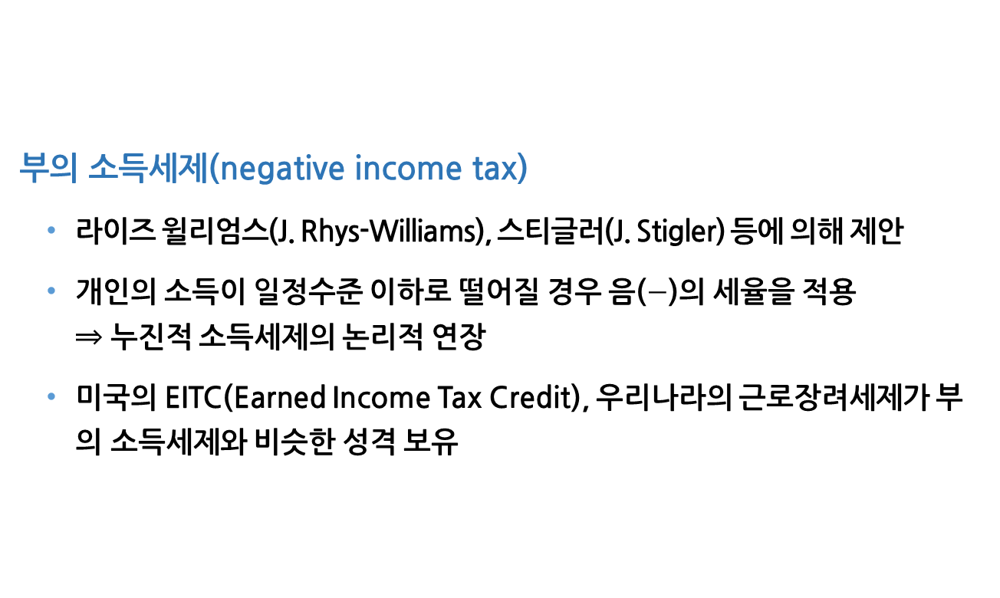 부의 소득세제(negative income tax)
• 라이즈 윌리엄스(J. Rhys-Williams), 스티글러(J. Stigler) 등에 의해 제안
• 개인의 소득이 일정수준 이하로 떨어질 경우 음(−)의 세율을 적용
⇒ 누진적 소득세제의 논리적 연장
• 미국의 EITC(Earned Income Tax Credit), 우리나라의 근로장려세제가 부
의 소득세제와 비슷한 성격 보유